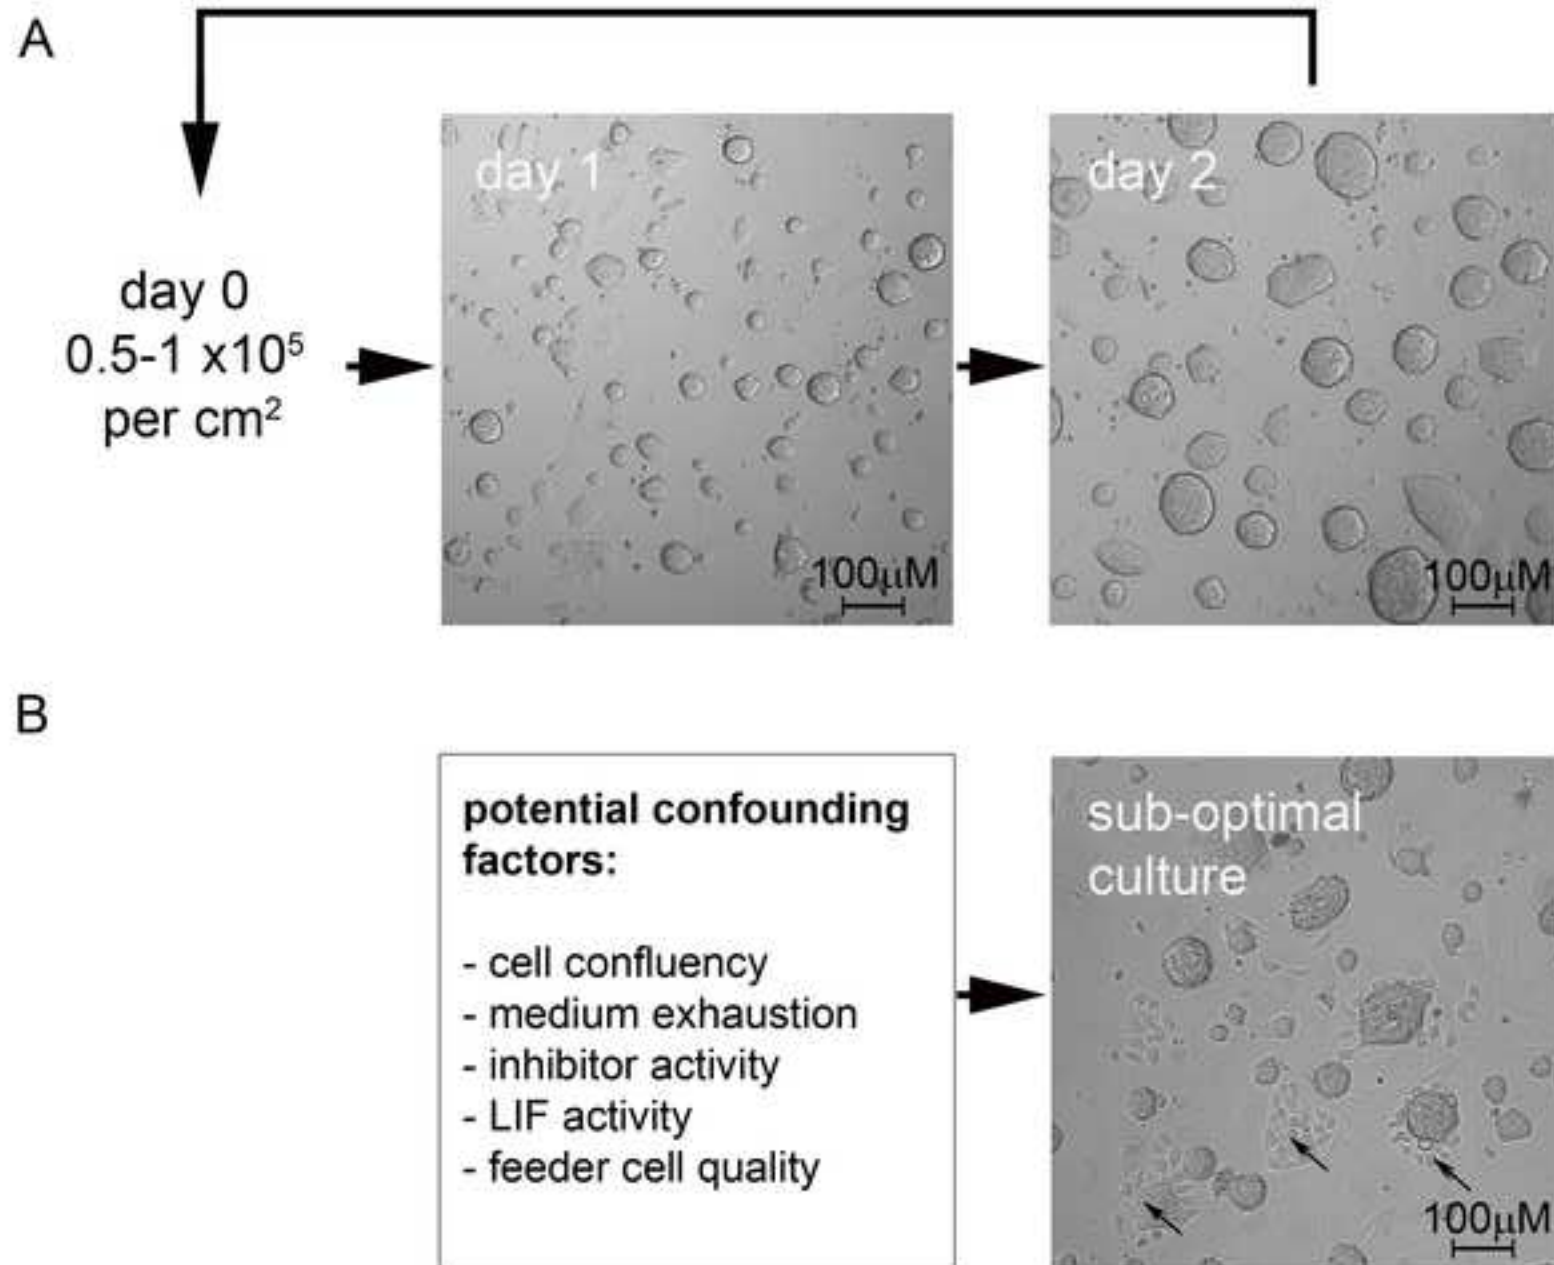 A
day 0
0.5-1 x10⁵
per cm²
day 1
100μM
day 2
100μM
B
potential confounding
factors:
- cell confluency
- medium exhaustion
- inhibitor activity
- LIF activity
- feeder cell quality
sub-optimal
culture
100μM